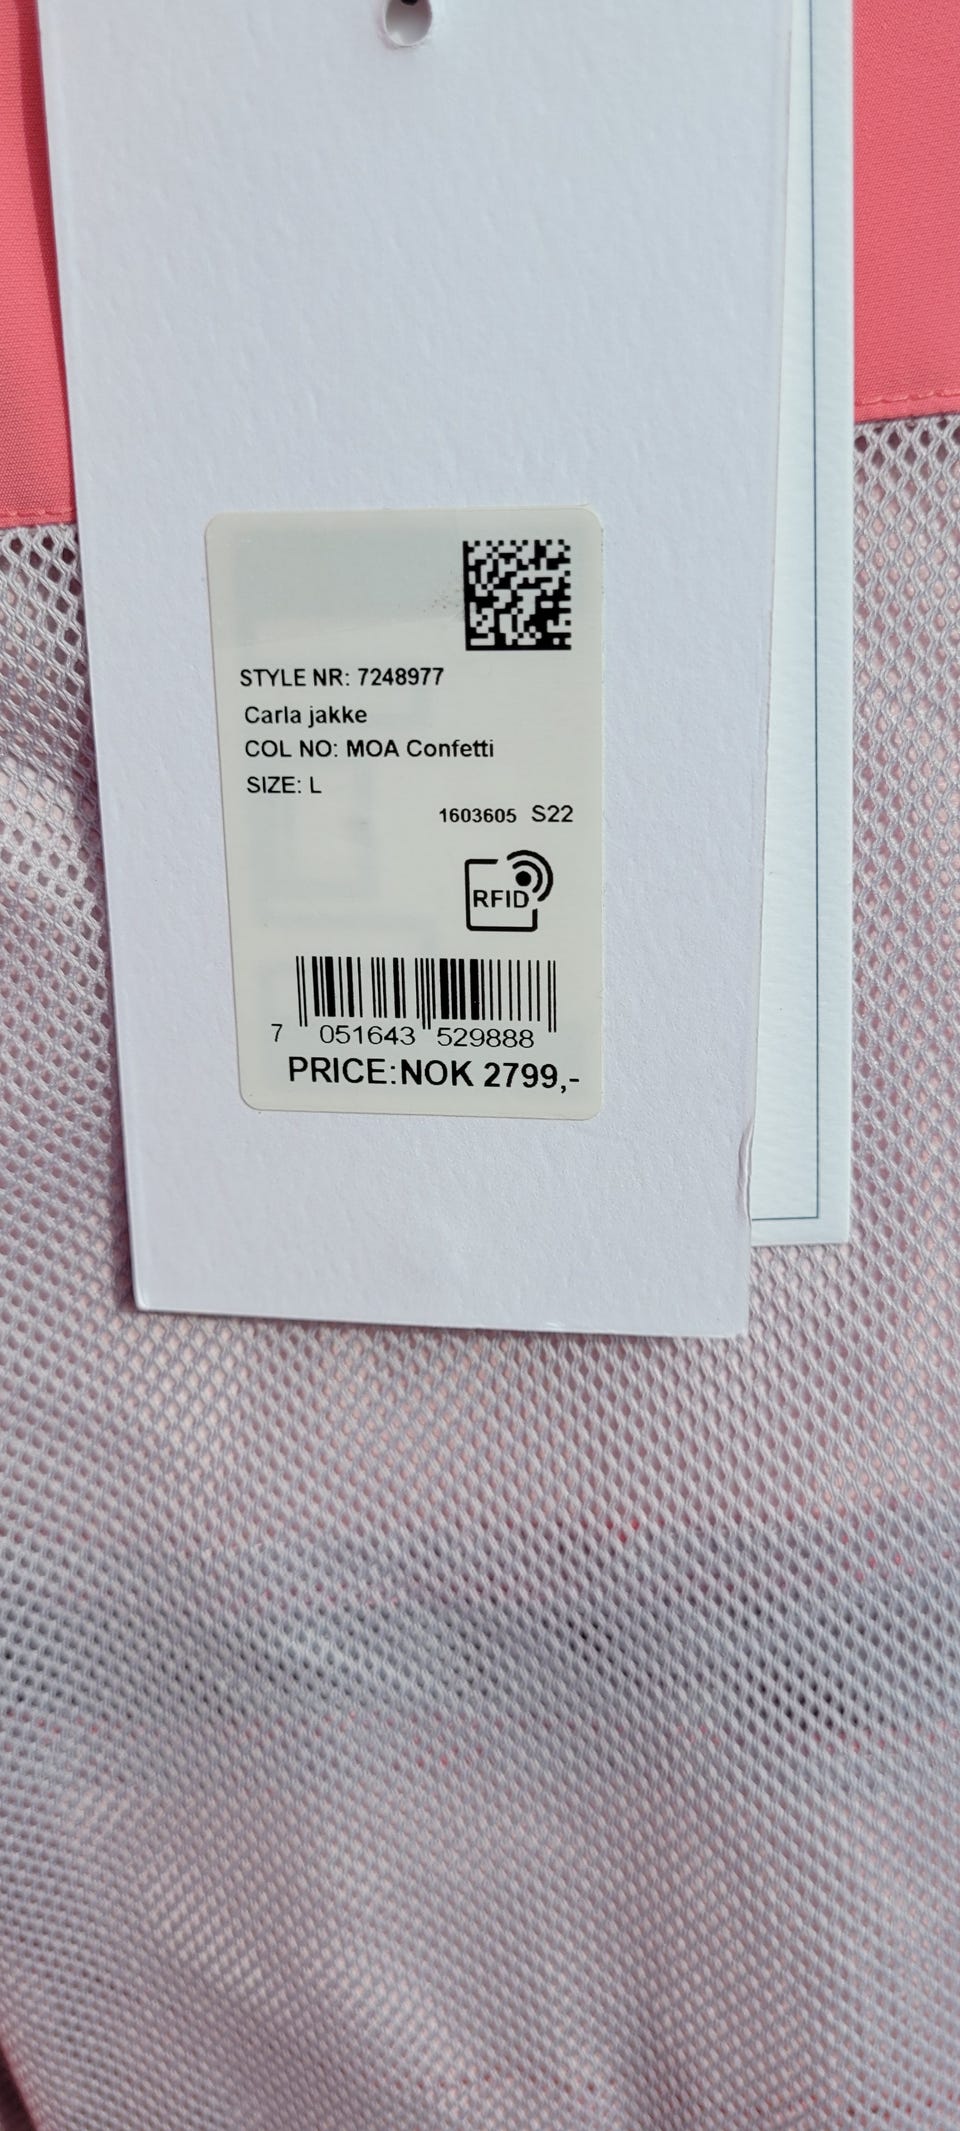 STYLE NR: 7248977
Carla jakke
COL NO: MOA Confetti
SIZE: L
1603605 S22
RFID
7 051643 529888
PRICE:NOK 2799,-